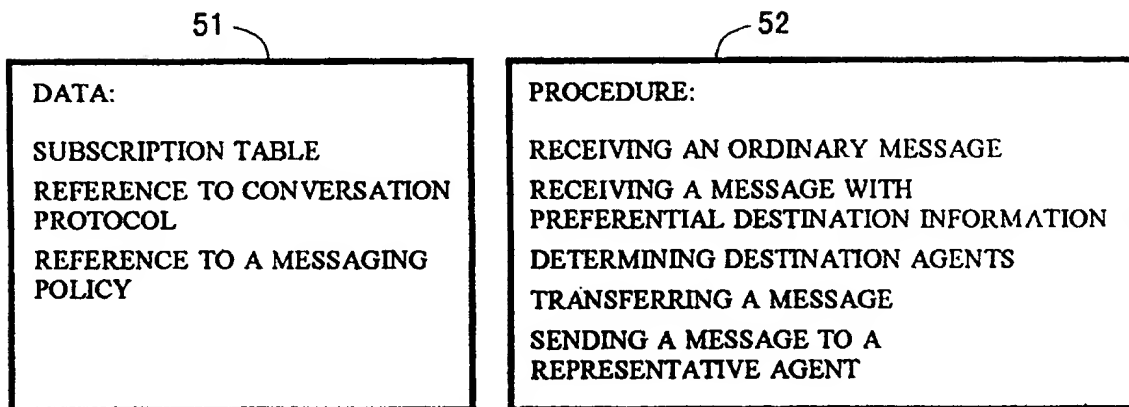 51
DATA:
SUBSCRIPTION TABLE
REFERENCE TO CONVERSATION
PROTOCOL
REFERENCE TO A MESSAGING
POLICY
52
PROCEDURE:
RECEIVING AN ORDINARY MESSAGE
RECEIVING A MESSAGE WITH
PREFERENTIAL DESTINATION INFORMATION
DETERMINING DESTINATION AGENTS
TRANSFERRING A MESSAGE
SENDING A MESSAGE TO A
REPRESENTATIVE AGENT